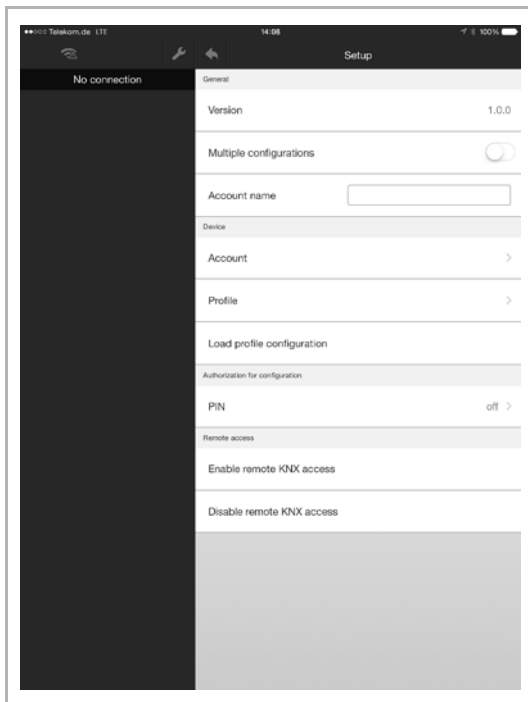 Telekom.de LTE 14:08 100%
Setup
No connection
General
Version 1.0.0
Multiple configurations
Account name
Device
Account
Profile
Load profile configuration
Authorization for configuration
PIN off
Remote access
Enable remote KNX access
Disable remote KNX access